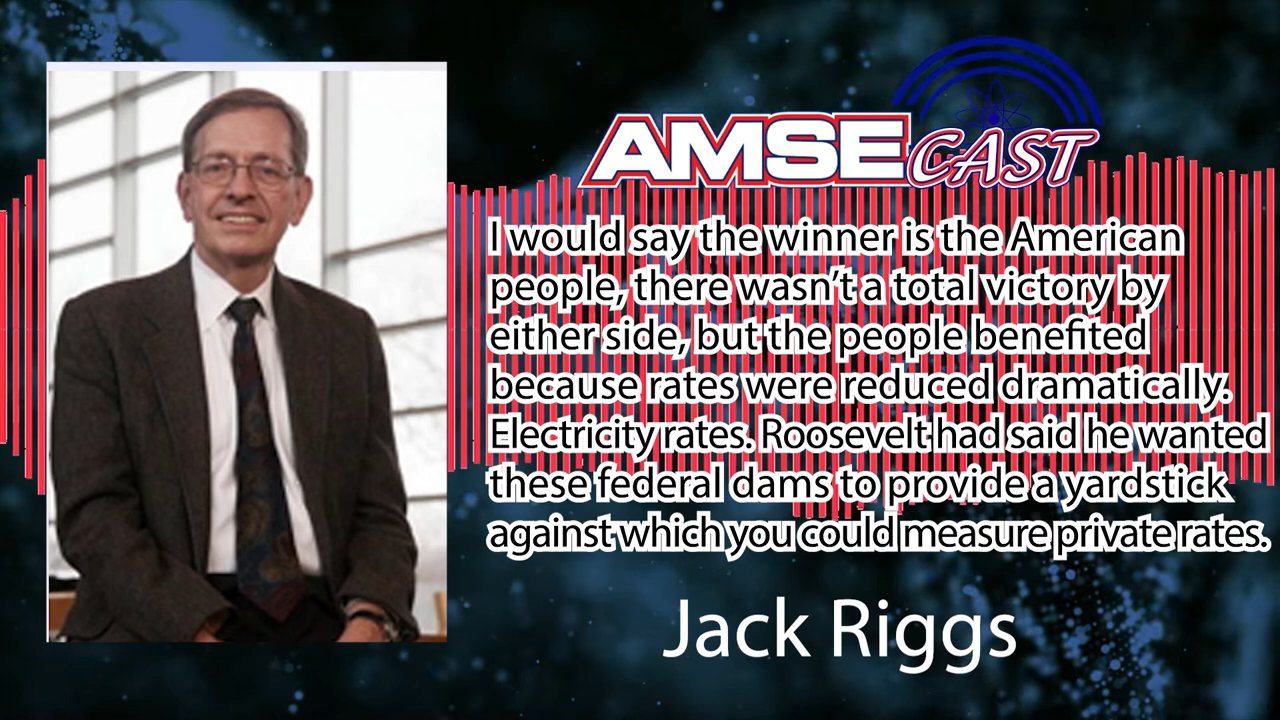 AMSECAST
I would say the winner is the American
people, there wasn’t a total victory by
either side, but the people benefited
because rates were reduced dramatically.
Electricity rates. Roosevelt had said he wanted
these federal dams to provide a yardstick
against which you could measure private rates.
Jack Riggs